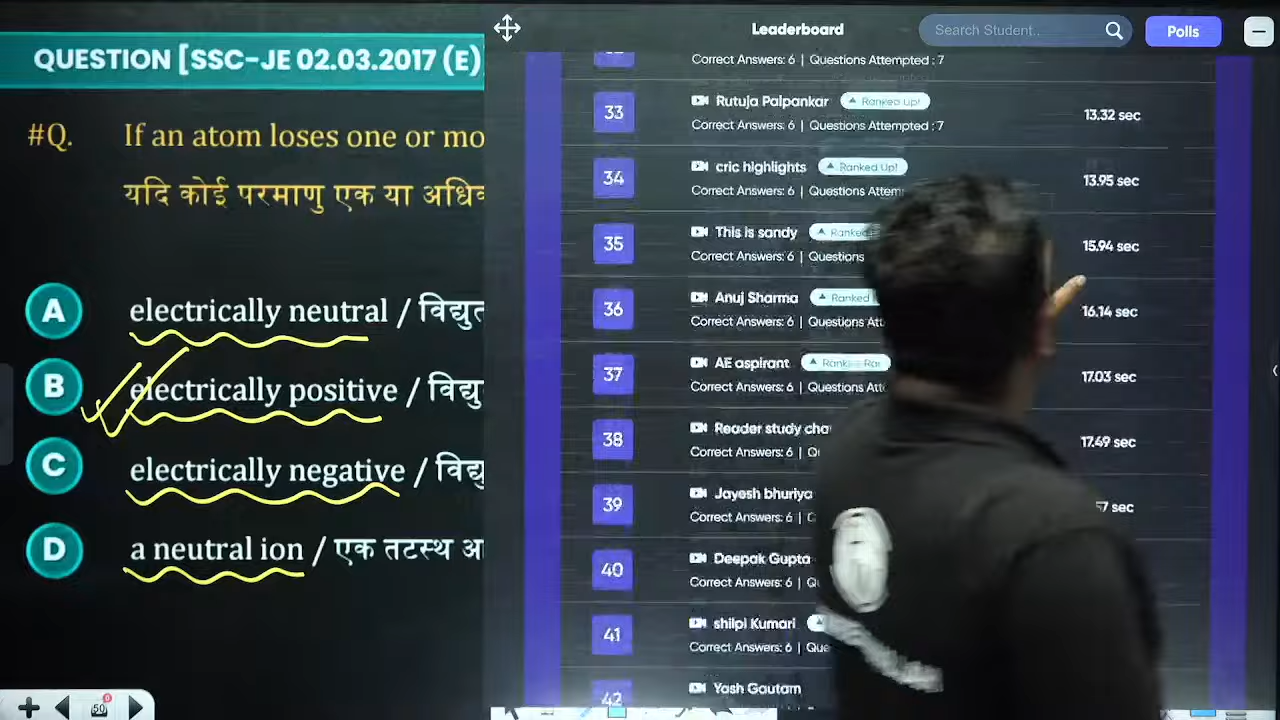 QUESTION [SSC-JE 02.03.2017 (E)
#Q. If an atom loses one or mo
यदि कोई परमाणु एक या अधिक
A electrically neutral / विद्युत
B electrically positive / विद्यु
C electrically negative / विद्यु
D a neutral ion / एक तटस्थ आ
50
Leaderboard
Search Student..
Polls
Correct Answers: 6 | Questions Attempted : 7
33 Rutuja Palpankar Ranked Up! 13.32 sec
Correct Answers: 6 | Questions Attempted : 7
34 cric highlights Ranked Up! 13.95 sec
Correct Answers: 6 | Questions Attem
35 This is sandy Ranked 15.94 sec
Correct Answers: 6 | Questions
36 Anuj Sharma Ranked 16.14 sec
Correct Answers: 6 | Questions Att
37 AE aspirant 17.03 sec
Correct Answers: 6 | Questions Att
38 Reader study cha 17.49 sec
Correct Answers: 6 | Q
39 Jayesh bhuriya 7 sec
Correct Answers: 6 |
40 Deepak Gupta
Correct Answers: 6 | Q
41 shilpi Kumari
Correct Answers: 6 | Que
42 Yash Gautam